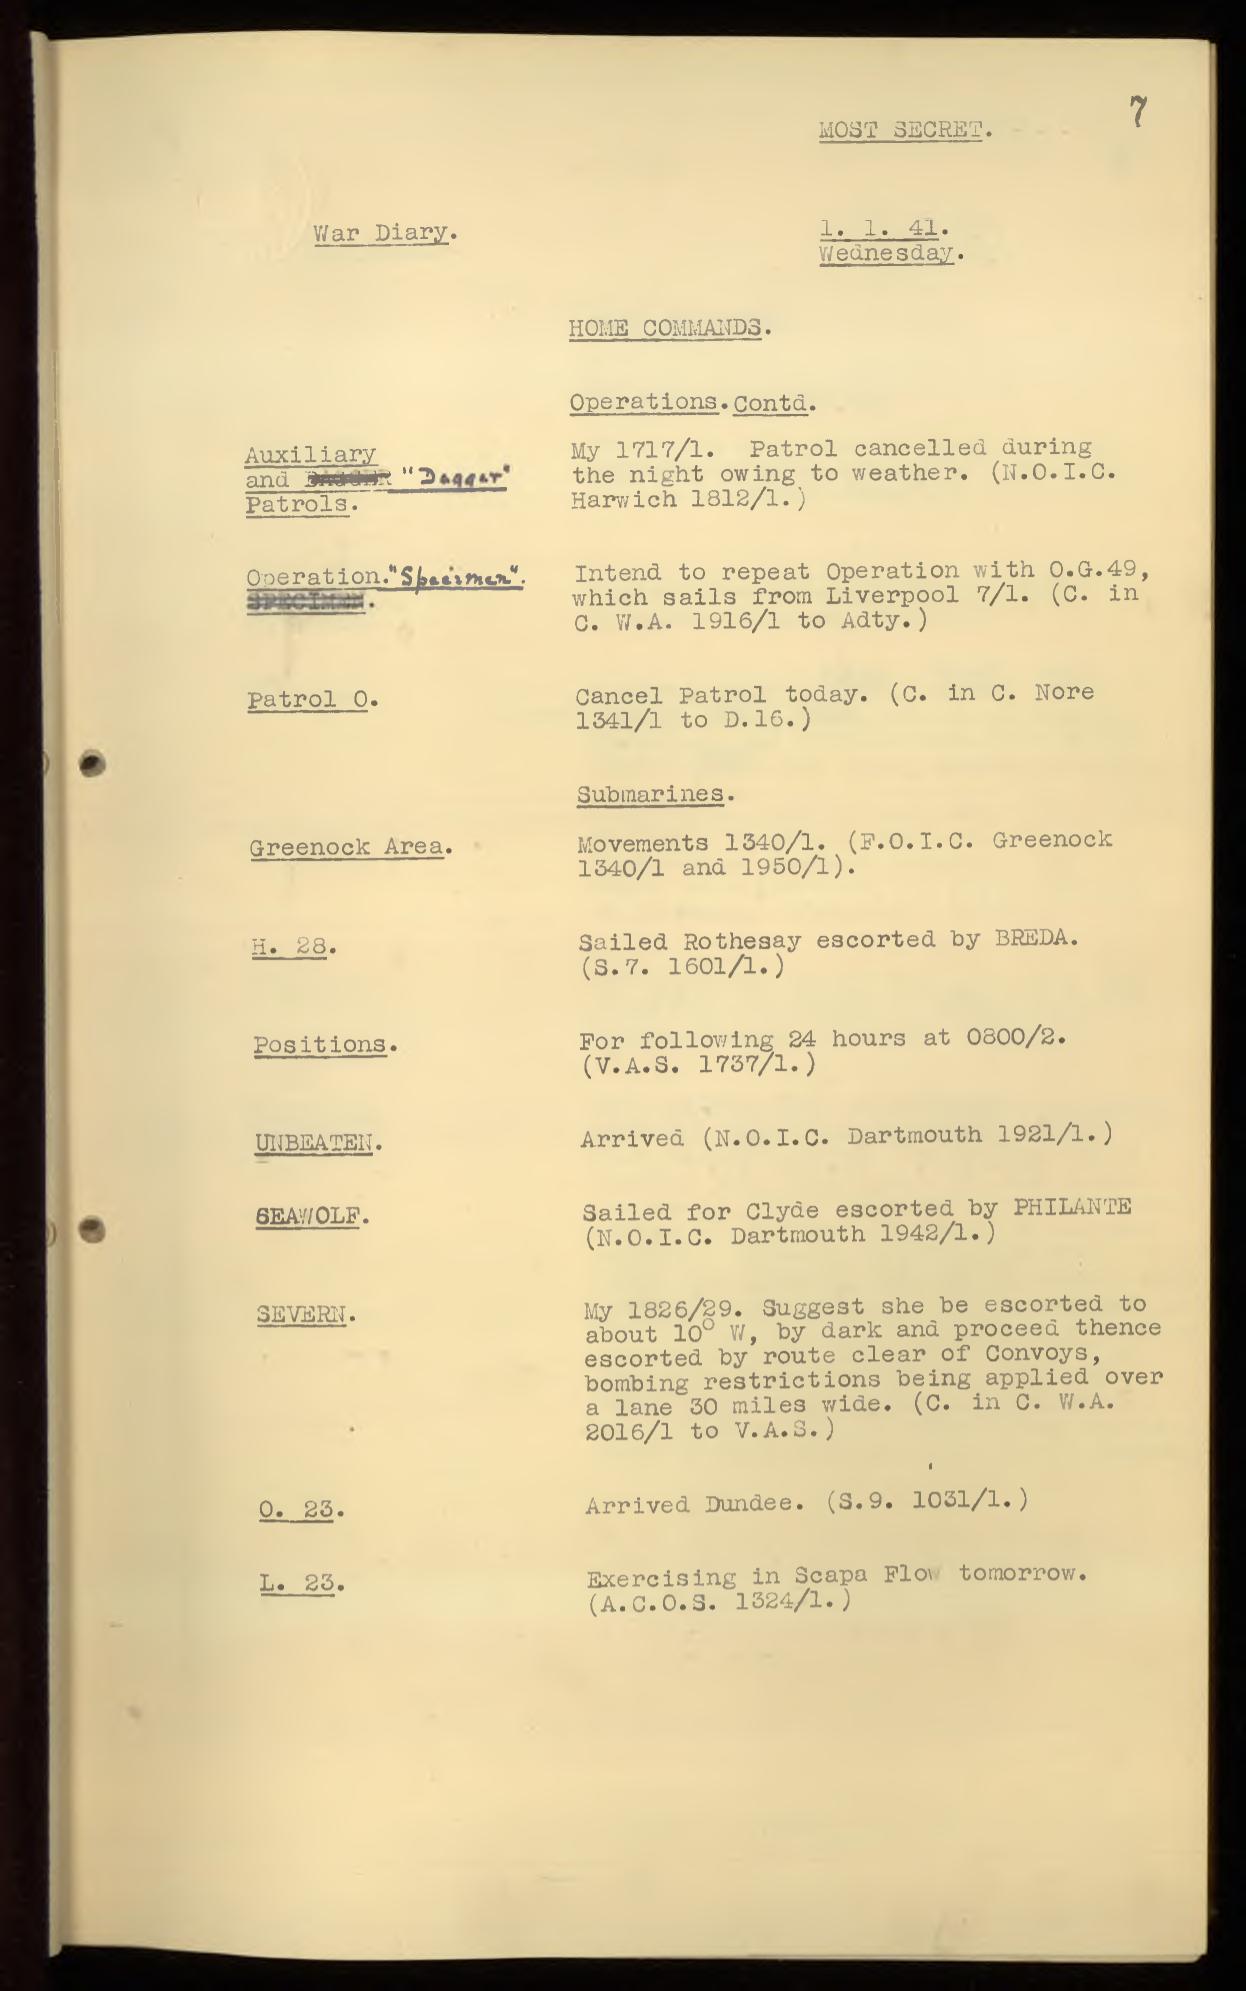 7
MOST SECRET.
War Diary.
1. 1. 41.
Wednesday.
HOME COMMANDS.
Operations. Contd.
Auxiliary
and DAGGER "Dagger"
Patrols.
My 1717/1. Patrol cancelled during
the night owing to weather. (N.O.I.C.
Harwich 1812/1.)
Operation. "Specimen".
SPECIMEN.
Intend to repeat Operation with O.G.49,
which sails from Liverpool 7/1. (C. in
C. W.A. 1916/1 to Adty.)
Patrol O.
Cancel Patrol today. (C. in C. Nore
1341/1 to D.16.)
Submarines.
Greenock Area.
Movements 1340/1. (F.O.I.C. Greenock
1340/1 and 1950/1).
H. 28.
Sailed Rothesay escorted by BREDA.
(S.7. 1601/1.)
Positions.
For following 24 hours at 0800/2.
(V.A.S. 1737/1.)
UNBEATEN.
Arrived (N.O.I.C. Dartmouth 1921/1.)
SEAWOLF.
Sailed for Clyde escorted by PHILANTE
(N.O.I.C. Dartmouth 1942/1.)
SEVERN.
My 1826/29. Suggest she be escorted to
about 10° W, by dark and proceed thence
escorted by route clear of Convoys,
bombing restrictions being applied over
a lane 30 miles wide. (C. in C. W.A.
2016/1 to V.A.S.)
O. 23.
Arrived Dundee. (S.9. 1031/1.)
L. 23.
Exercising in Scapa Flow tomorrow.
(A.C.O.S. 1324/1.)